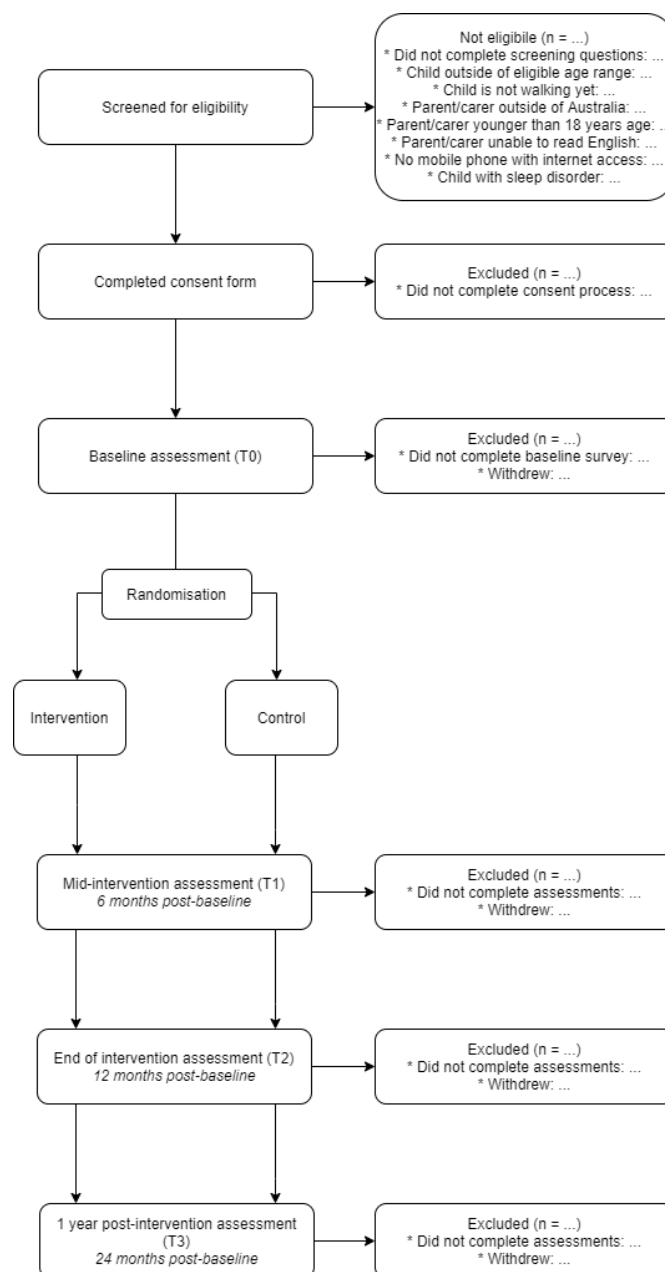 Not eligibile (n = ...)
* Did not complete screening questions: ...
* Child outside of eligible age range: ...
* Child is not walking yet: ...
* Parent/carer outside of Australia: ...
* Parent/carer younger than 18 years age: ...
* Parent/carer unable to read English: ...
* No mobile phone with internet access: ...
* Child with sleep disorder: ...
Screened for eligibility
Completed consent form
Excluded (n = ...)
* Did not complete consent process: ...
Baseline assessment (T0)
Excluded (n = ...)
* Did not complete baseline survey: ...
* Withdrew: ...
Randomisation
Intervention
Control
Mid-intervention assessment (T1)
6 months post-baseline
Excluded (n = ...)
* Did not complete assessments: ...
* Withdrew: ...
End of intervention assessment (T2)
12 months post-baseline
Excluded (n = ...)
* Did not complete assessments: ...
* Withdrew: ...
1 year post-intervention assessment
(T3)
24 months post-baseline
Excluded (n = ...)
* Did not complete assessments: ...
* Withdrew: ...